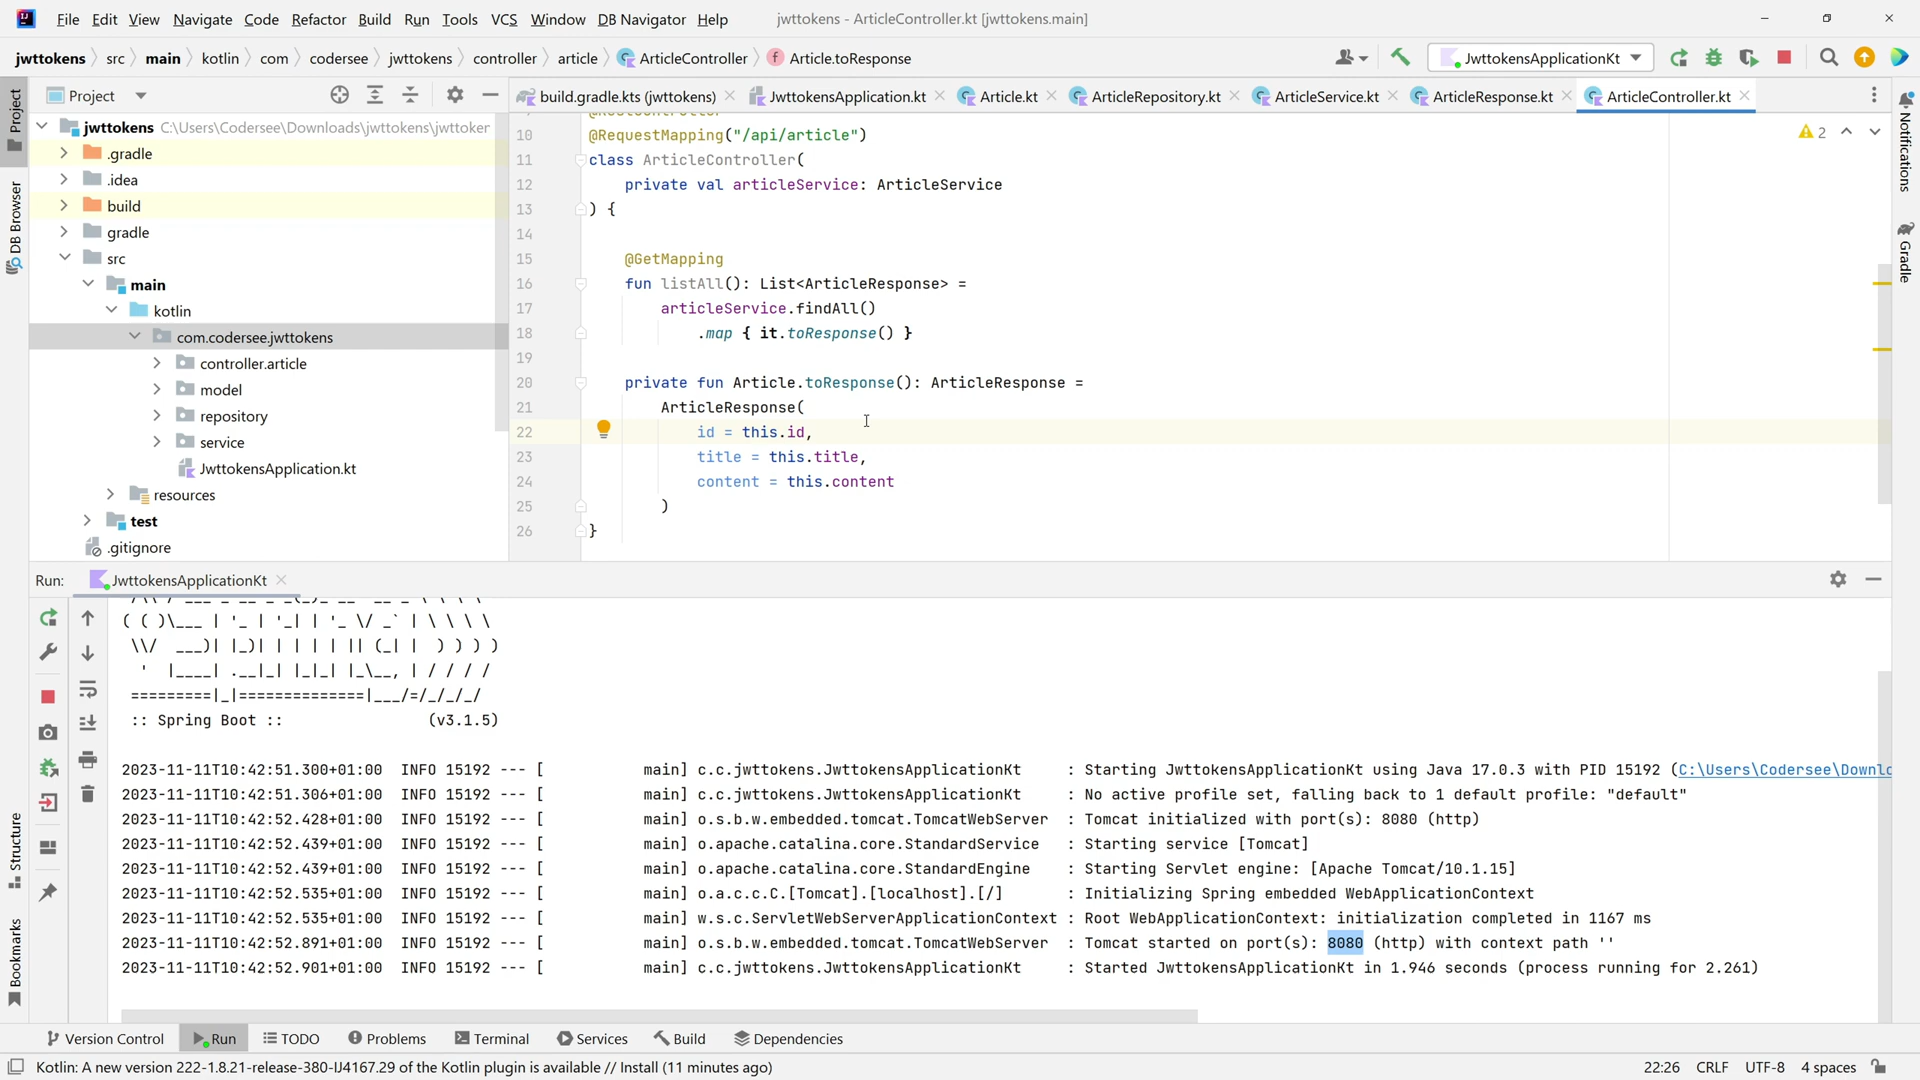 File Edit View Navigate Code Refactor Build Run Tools VCS Window DB Navigator Help jwttokens - ArticleController.kt [jwttokens.main]
jwttokens src main kotlin com codersee jwttokens controller article ArticleController Article.toResponse JwttokensApplicationKt
Project
build.gradle.kts (jwttokens) JwttokensApplication.kt Article.kt ArticleRepository.kt ArticleService.kt ArticleResponse.kt ArticleController.kt
Project
DB Browser
Structure
Bookmarks
jwttokens C:\Users\Codersee\Downloads\jwttokens\jwttoker
.gradle
.idea
build
gradle
src
main
kotlin
com.codersee.jwttokens
controller.article
model
repository
service
JwttokensApplication.kt
resources
test
.gitignore
10 @RequestMapping("/api/article")
11 class ArticleController(
12 private val articleService: ArticleService
13 ) {
14
15 @GetMapping
16 fun listAll(): List<ArticleResponse> =
17 articleService.findAll()
18 .map { it.toResponse() }
19
20 private fun Article.toResponse(): ArticleResponse =
21 ArticleResponse(
22 id = this.id,
23 title = this.title,
24 content = this.content
25 )
26 }
2
Notifications
Gradle
Run: JwttokensApplicationKt
( ( )\___ | '_ | '_| | '_ \/ _` | \ \ \ \
\\/ ___)| |_)| | | | | || (_| | ) ) ) )
' |____| .__|_| |_|_| |_\__, | / / / /
=========|_|==============|___/=/_/_/_/
:: Spring Boot :: (v3.1.5)
2023-11-11T10:42:51.300+01:00 INFO 15192 --- [ main] c.c.jwttokens.JwttokensApplicationKt : Starting JwttokensApplicationKt using Java 17.0.3 with PID 15192 (C:\Users\Codersee\Downlo
2023-11-11T10:42:51.306+01:00 INFO 15192 --- [ main] c.c.jwttokens.JwttokensApplicationKt : No active profile set, falling back to 1 default profile: "default"
2023-11-11T10:42:52.428+01:00 INFO 15192 --- [ main] o.s.b.w.embedded.tomcat.TomcatWebServer : Tomcat initialized with port(s): 8080 (http)
2023-11-11T10:42:52.439+01:00 INFO 15192 --- [ main] o.apache.catalina.core.StandardService : Starting service [Tomcat]
2023-11-11T10:42:52.439+01:00 INFO 15192 --- [ main] o.apache.catalina.core.StandardEngine : Starting Servlet engine: [Apache Tomcat/10.1.15]
2023-11-11T10:42:52.535+01:00 INFO 15192 --- [ main] o.a.c.c.C.[Tomcat].[localhost].[/] : Initializing Spring embedded WebApplicationContext
2023-11-11T10:42:52.535+01:00 INFO 15192 --- [ main] w.s.c.ServletWebServerApplicationContext : Root WebApplicationContext: initialization completed in 1167 ms
2023-11-11T10:42:52.891+01:00 INFO 15192 --- [ main] o.s.b.w.embedded.tomcat.TomcatWebServer : Tomcat started on port(s): 8080 (http) with context path ''
2023-11-11T10:42:52.901+01:00 INFO 15192 --- [ main] c.c.jwttokens.JwttokensApplicationKt : Started JwttokensApplicationKt in 1.946 seconds (process running for 2.261)
Version Control Run TODO Problems Terminal Services Build Dependencies
Kotlin: A new version 222-1.8.21-release-380-IJ4167.29 of the Kotlin plugin is available // Install (11 minutes ago) 22:26 CRLF UTF-8 4 spaces